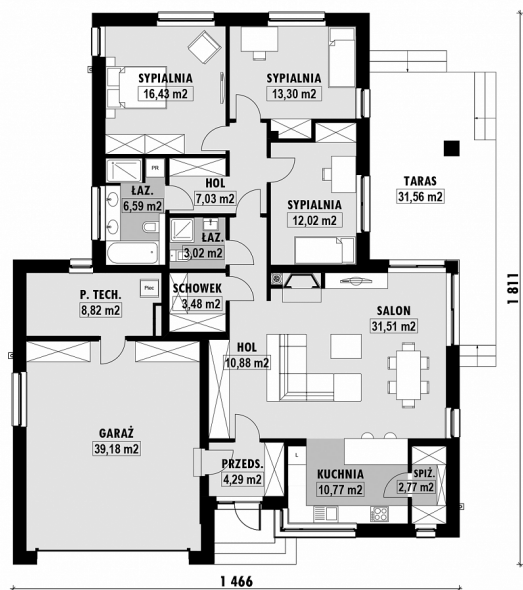 SYPIALNIA
16,43 m2
SYPIALNIA
13,30 m2
ŁAZ.
6,59 m2
PR
HOL
7,03 m2
SYPIALNIA
12,02 m2
TARAS
31,56 m2
ŁAZ.
3,02 m2
P. TECH.
8,82 m2
Piec
SCHOWEK
3,48 m2
SALON
31,51 m2
1 811
HOL
10,88 m2
GARAŻ
39,18 m2
PRZEDS.
4,29 m2
L
KUCHNIA
10,77 m2
SPIŻ.
2,77 m2
1 466